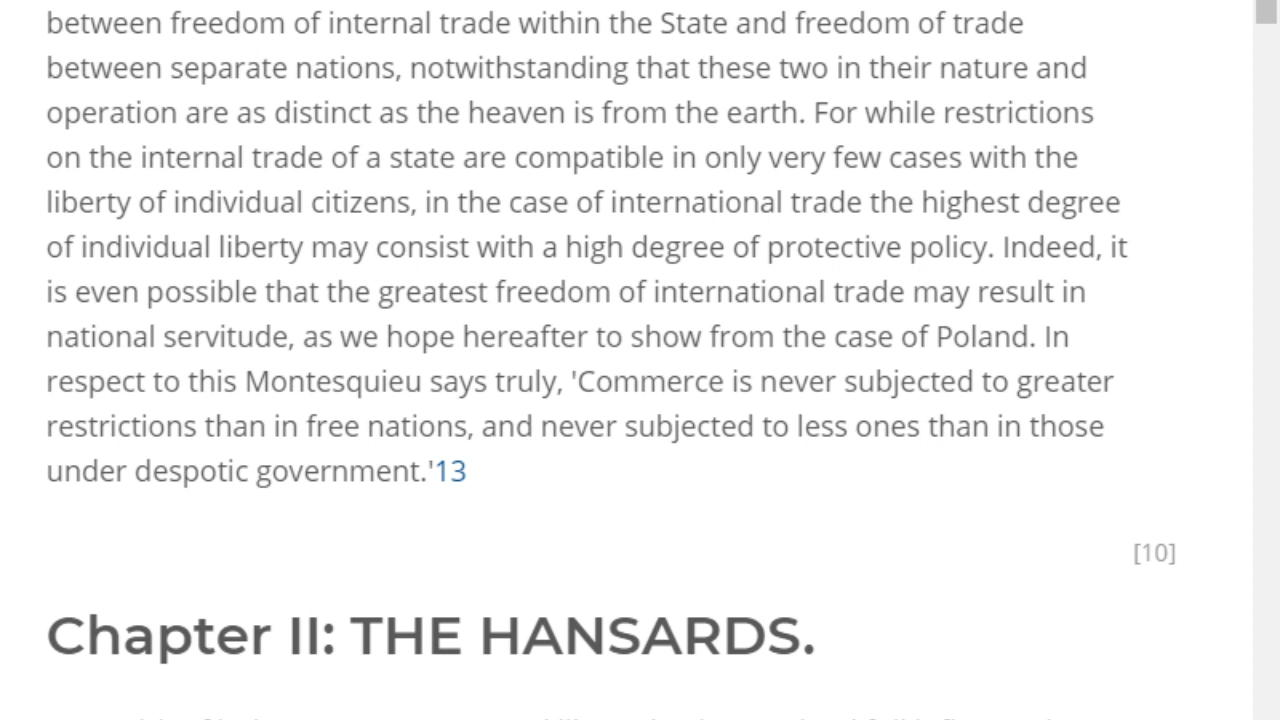 between freedom of internal trade within the State and freedom of trade
between separate nations, notwithstanding that these two in their nature and
operation are as distinct as the heaven is from the earth. For while restrictions
on the internal trade of a state are compatible in only very few cases with the
liberty of individual citizens, in the case of international trade the highest degree
of individual liberty may consist with a high degree of protective policy. Indeed, it
is even possible that the greatest freedom of international trade may result in
national servitude, as we hope hereafter to show from the case of Poland. In
respect to this Montesquieu says truly, 'Commerce is never subjected to greater
restrictions than in free nations, and never subjected to less ones than in those
under despotic government.'13
[10]
Chapter II: THE HANSARDS.